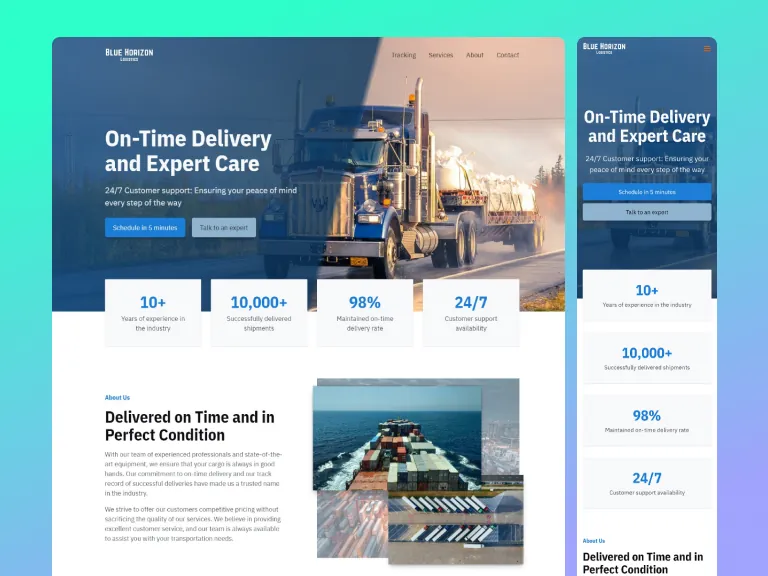 BLUE HORIZON
LOGISTICS
Tracking Services About Contact
On-Time Delivery
and Expert Care
24/7 Customer support: Ensuring your peace of mind
every step of the way
Schedule in 5 minutes
Talk to an expert
10+
Years of experience in
the industry
10,000+
Successfully delivered
shipments
98%
Maintained on-time
delivery rate
24/7
Customer support
availability
About Us
Delivered on Time and in
Perfect Condition
With our team of experienced professionals and state-of-the-
art equipment, we ensure that your cargo is always in good
hands. Our commitment to on-time delivery and our track
record of successful deliveries have made us a trusted name
in the industry.
We strive to offer our customers competitive pricing without
sacrificing the quality of our services. We believe in providing
excellent customer service, and our team is always available
to assist you with your transportation needs.
BLUE HORIZON
LOGISTICS
On-Time Delivery
and Expert Care
24/7 Customer support: Ensuring your
peace of mind every step of the way
Schedule in 5 minutes
Talk to an expert
10+
Years of experience in the industry
10,000+
Successfully delivered shipments
98%
Maintained on-time delivery rate
24/7
Customer support availability
About Us
Delivered on Time and in
Perfect Condition